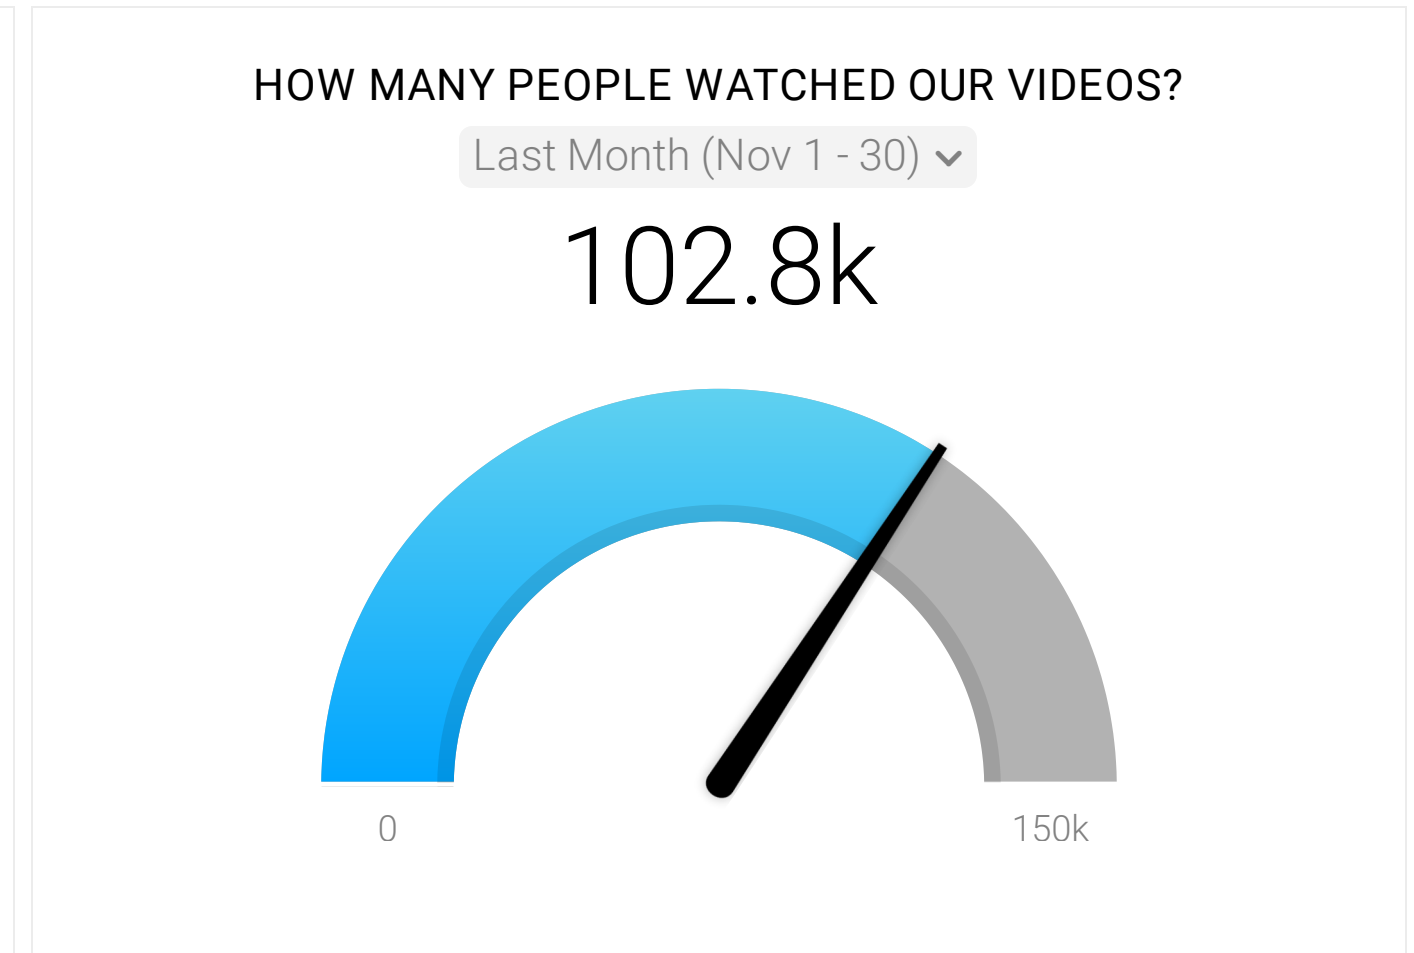 HOW MANY PEOPLE WATCHED OUR VIDEOS?
Last Month (Nov 1 - 30)
102.8k
0
150k